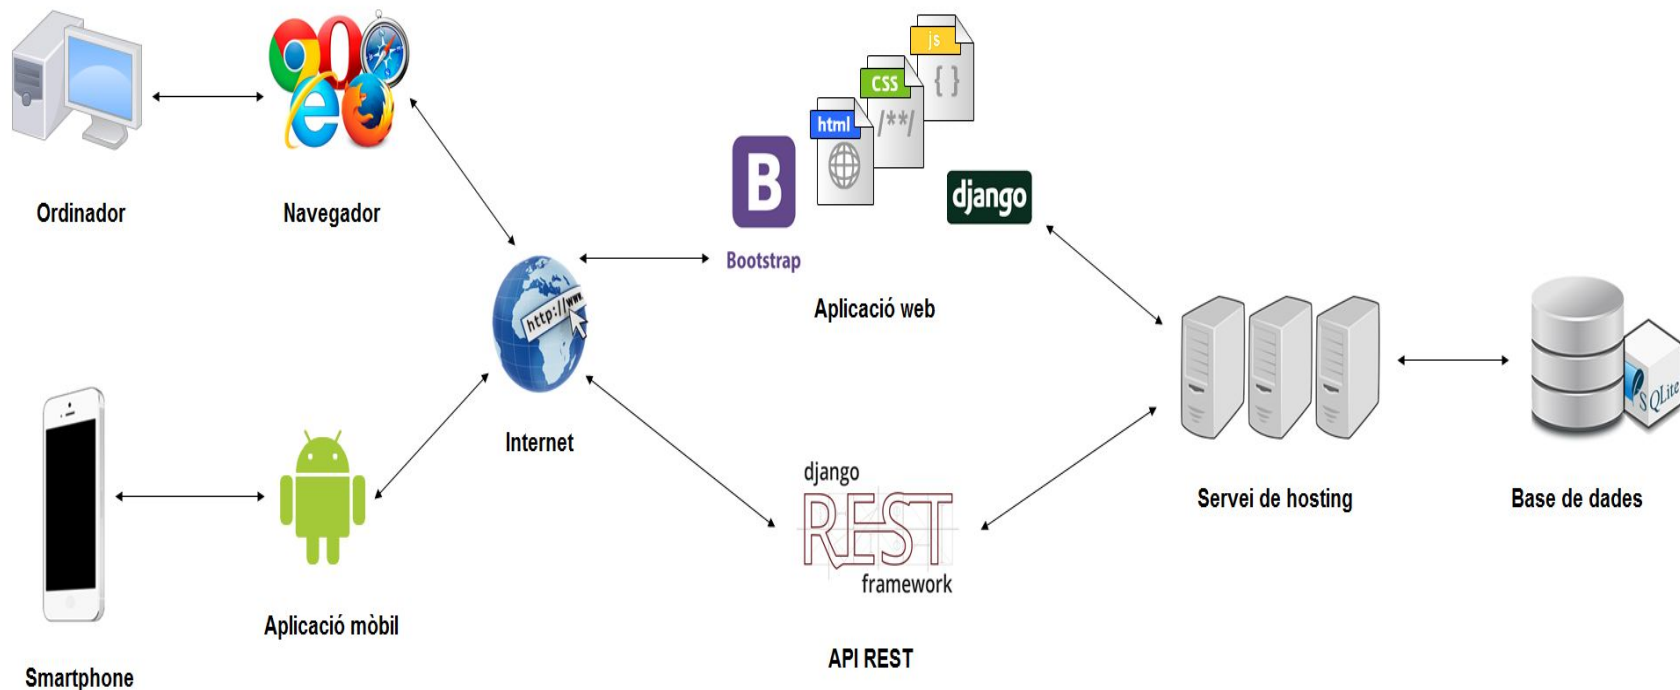 Ordinador
Navegador
js
{ }
CSS
/**/
html
B
Bootstrap
django
Aplicació web
http://www.
Internet
Servei de hosting
SQLite
Base de dades
Smartphone
Aplicació mòbil
django
REST
framework
API REST